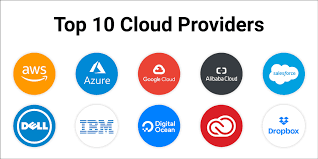 Top 10 Cloud Providers
aws
Azure
Google Cloud
Alibaba Cloud
salesforce
DELL
IBM
Digital
Ocean
Dropbox